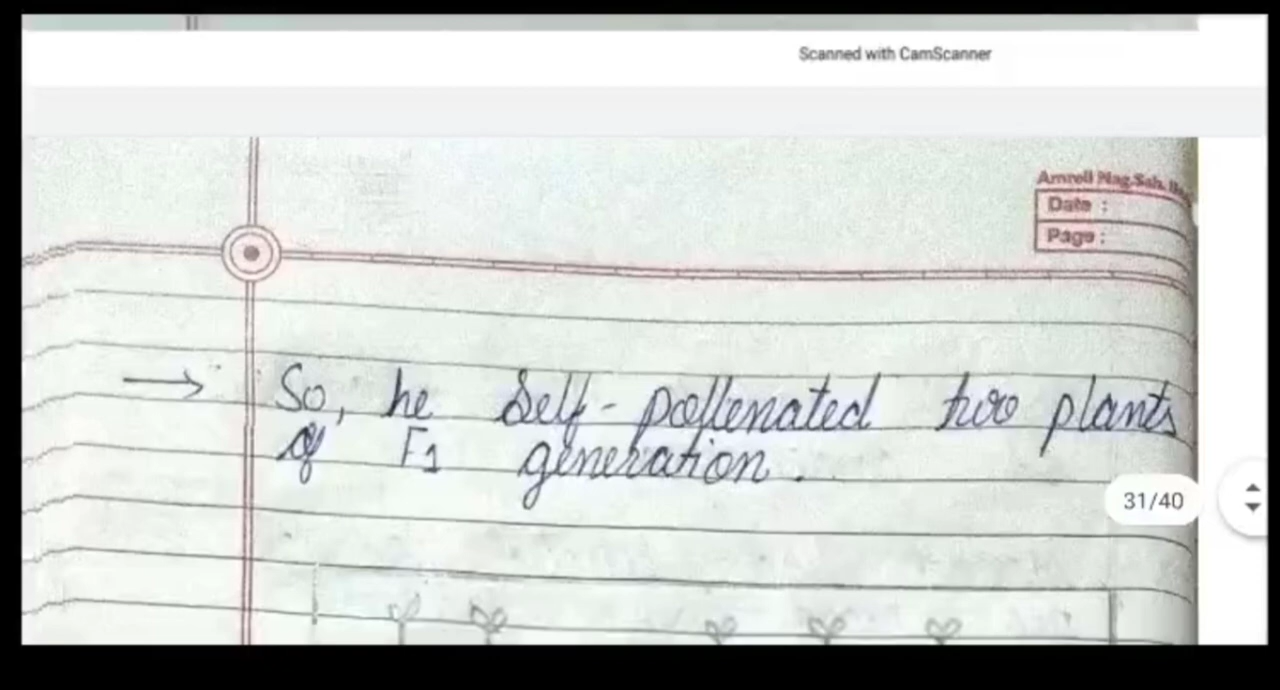 Scanned with CamScanner
Amreli Nag.Sah.
Date :
Page :
→ So, he self-pollenated two plants
of F1 generation.
31/40